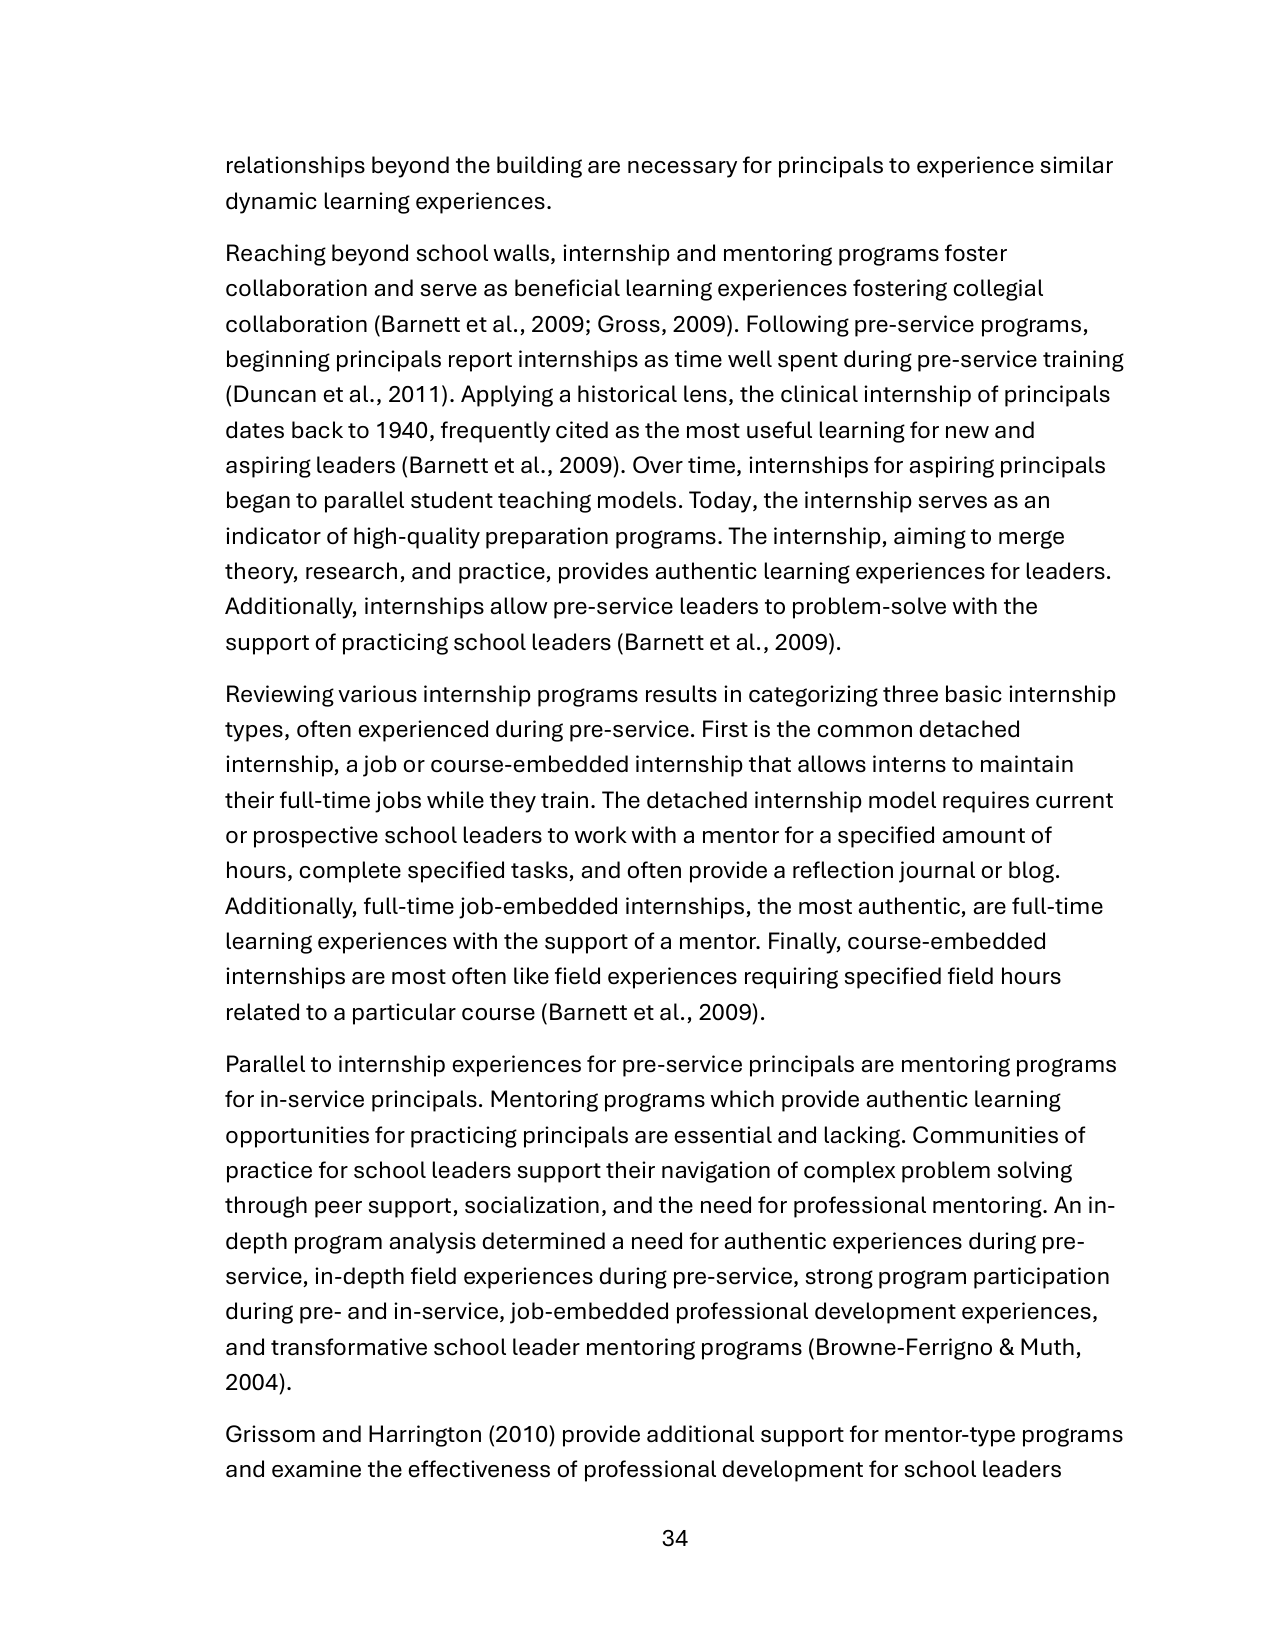 relationships beyond the building are necessary for principals to experience similar
dynamic learning experiences.
Reaching beyond school walls, internship and mentoring programs foster
collaboration and serve as beneficial learning experiences fostering collegial
collaboration (Barnett et al., 2009; Gross, 2009). Following pre-service programs,
beginning principals report internships as time well spent during pre-service training
(Duncan et al., 2011). Applying a historical lens, the clinical internship of principals
dates back to 1940, frequently cited as the most useful learning for new and
aspiring leaders (Barnett et al., 2009). Over time, internships for aspiring principals
began to parallel student teaching models. Today, the internship serves as an
indicator of high-quality preparation programs. The internship, aiming to merge
theory, research, and practice, provides authentic learning experiences for leaders.
Additionally, internships allow pre-service leaders to problem-solve with the
support of practicing school leaders (Barnett et al., 2009).
Reviewing various internship programs results in categorizing three basic internship
types, often experienced during pre-service. First is the common detached
internship, a job or course-embedded internship that allows interns to maintain
their full-time jobs while they train. The detached internship model requires current
or prospective school leaders to work with a mentor for a specified amount of
hours, complete specified tasks, and often provide a reflection journal or blog.
Additionally, full-time job-embedded internships, the most authentic, are full-time
learning experiences with the support of a mentor. Finally, course-embedded
internships are most often like field experiences requiring specified field hours
related to a particular course (Barnett et al., 2009).
Parallel to internship experiences for pre-service principals are mentoring programs
for in-service principals. Mentoring programs which provide authentic learning
opportunities for practicing principals are essential and lacking. Communities of
practice for school leaders support their navigation of complex problem solving
through peer support, socialization, and the need for professional mentoring. An in-
depth program analysis determined a need for authentic experiences during pre-
service, in-depth field experiences during pre-service, strong program participation
during pre- and in-service, job-embedded professional development experiences,
and transformative school leader mentoring programs (Browne-Ferrigno & Muth,
2004).
Grissom and Harrington (2010) provide additional support for mentor-type programs
and examine the effectiveness of professional development for school leaders
34